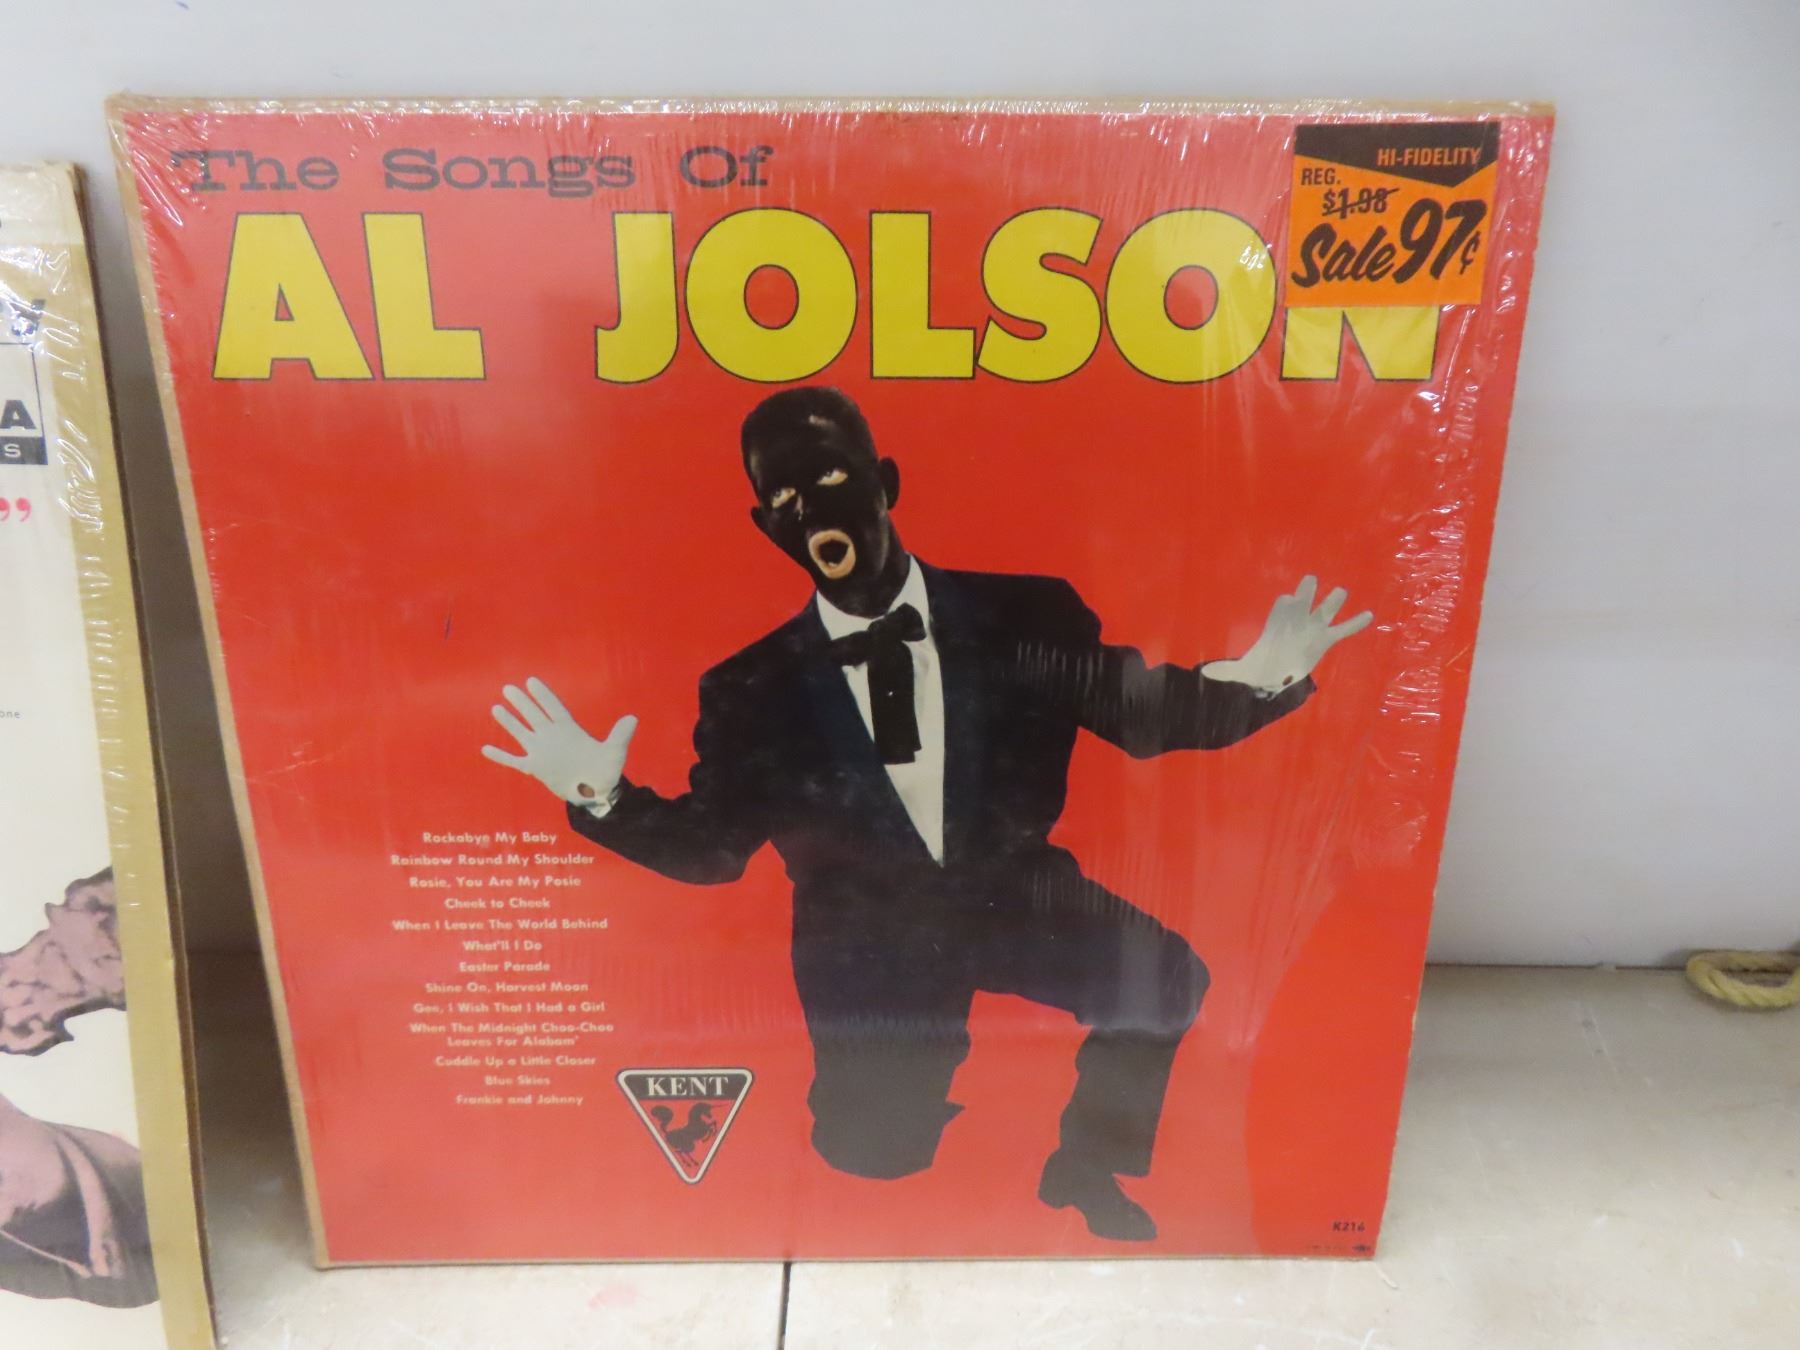 The Songs Of
AL JOLSON
HI-FIDELITY
REG.
$1.98
Sale 97¢
Rockabye My Baby
Rainbow Round My Shoulder
Rosie, You Are My Posie
Cheek to Cheek
When I Leave The World Behind
What'll I Do
Easter Parade
Shine On, Harvest Moon
Gee, I Wish That I Had a Girl
When The Midnight Choo-Choo
Leaves For Alabam'
Cuddle Up a Little Closer
Blue Skies
Frankie and Johnny
KENT
K216
A
S
”
one